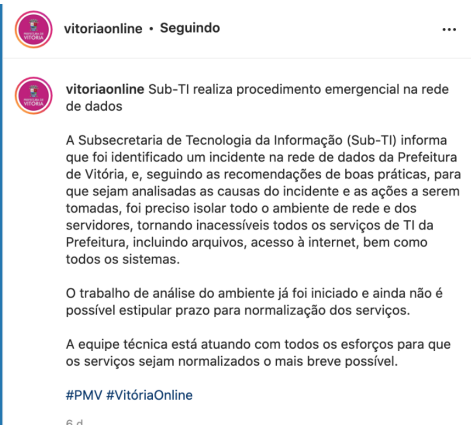 vitoriaonline • Seguindo
vitoriaonline Sub-TI realiza procedimento emergencial na rede
de dados
A Subsecretaria de Tecnologia da Informação (Sub-TI) informa
que foi identificado um incidente na rede de dados da Prefeitura
de Vitória, e, seguindo as recomendações de boas práticas, para
que sejam analisadas as causas do incidente e as ações a serem
tomadas, foi preciso isolar todo o ambiente de rede e dos
servidores, tornando inacessíveis todos os serviços de TI da
Prefeitura, incluindo arquivos, acesso à internet, bem como
todos os sistemas.
O trabalho de análise do ambiente já foi iniciado e ainda não é
possível estipular prazo para normalização dos serviços.
A equipe técnica está atuando com todos os esforços para que
os serviços sejam normalizados o mais breve possível.
#PMV #VitóriaOnline
6 d